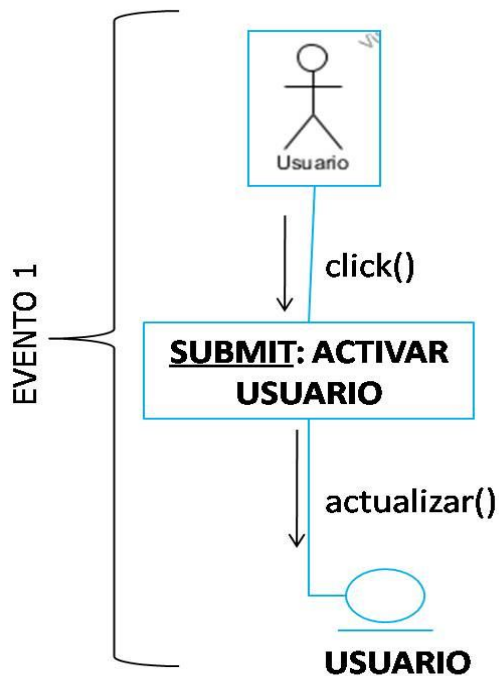 Usuario
click()
EVENTO 1
SUBMIT: ACTIVAR
USUARIO
actualizar()
USUARIO